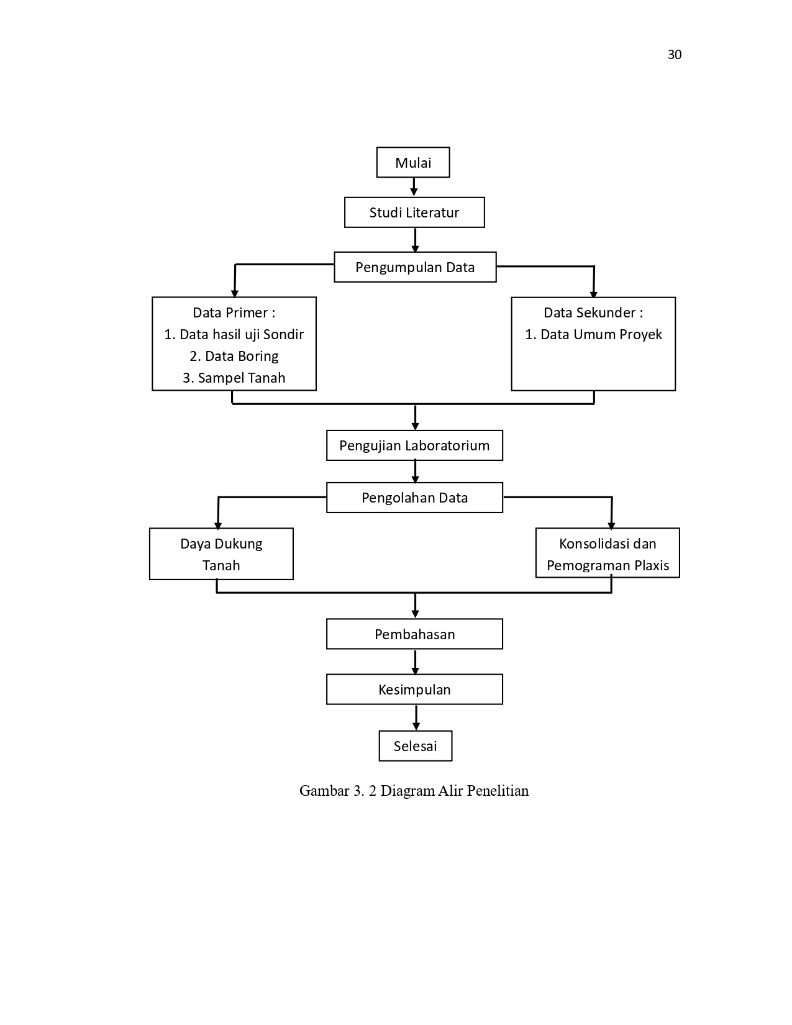 30
Mulai
Studi Literatur
Pengumpulan Data
Data Primer :
1. Data hasil uji Sondir
2. Data Boring
3. Sampel Tanah
Data Sekunder :
1. Data Umum Proyek
Pengujian Laboratorium
Pengolahan Data
Daya Dukung
Tanah
Konsolidasi dan
Pemograman Plaxis
Pembahasan
Kesimpulan
Selesai
Gambar 3. 2 Diagram Alir Penelitian